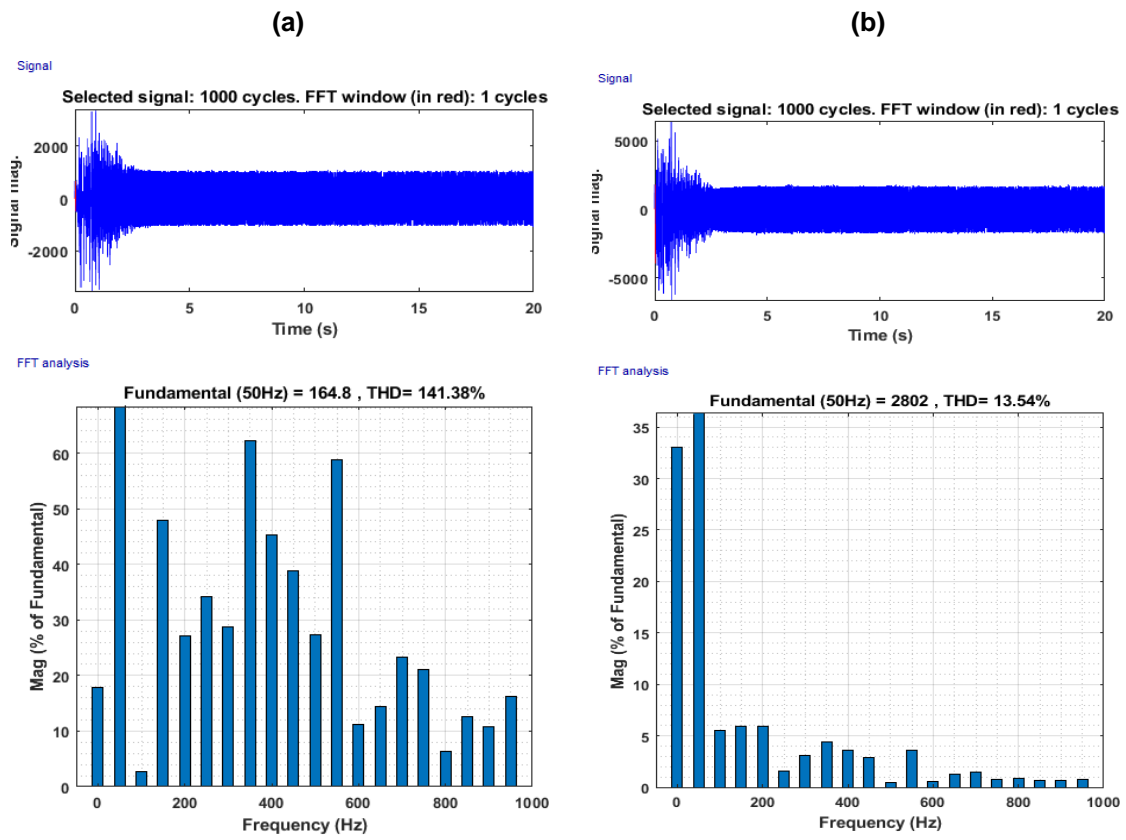 (a)
Signal
Selected signal: 1000 cycles. FFT window (in red): 1 cycles
2000
0
-2000
Signal mag.
0 5 10 15 20
Time (s)
FFT analysis
Fundamental (50Hz) = 164.8 , THD= 141.38%
60
50
40
30
20
10
0
Mag (% of Fundamental)
0 200 400 600 800 1000
Frequency (Hz)
(b)
Signal
Selected signal: 1000 cycles. FFT window (in red): 1 cycles
5000
0
-5000
Signal mag.
0 5 10 15 20
Time (s)
FFT analysis
Fundamental (50Hz) = 2802 , THD= 13.54%
35
30
25
20
15
10
5
0
Mag (% of Fundamental)
0 200 400 600 800 1000
Frequency (Hz)